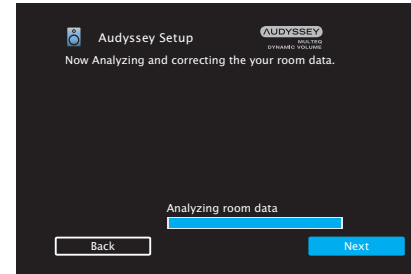 Audyssey Setup
AUDYSSEY
MULTEQ
DYNAMIC VOLUME
Now Analyzing and correcting the your room data.
Analyzing room data
Back
Next